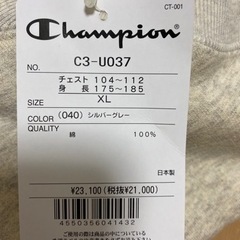 CT-001
Champion
NO. C3-U037
チェスト 104～112
身長 175～185
SIZE XL
COLOR (040) シルバーグレー
QUALITY
綿 100%
日本製
¥23,100(税抜¥21,000)
4550356041432